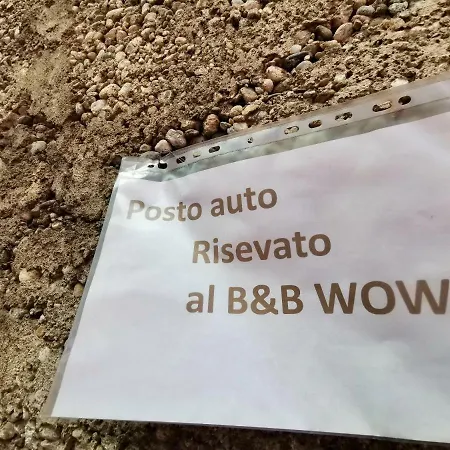 Posto auto
Risevato
al B&B WOW